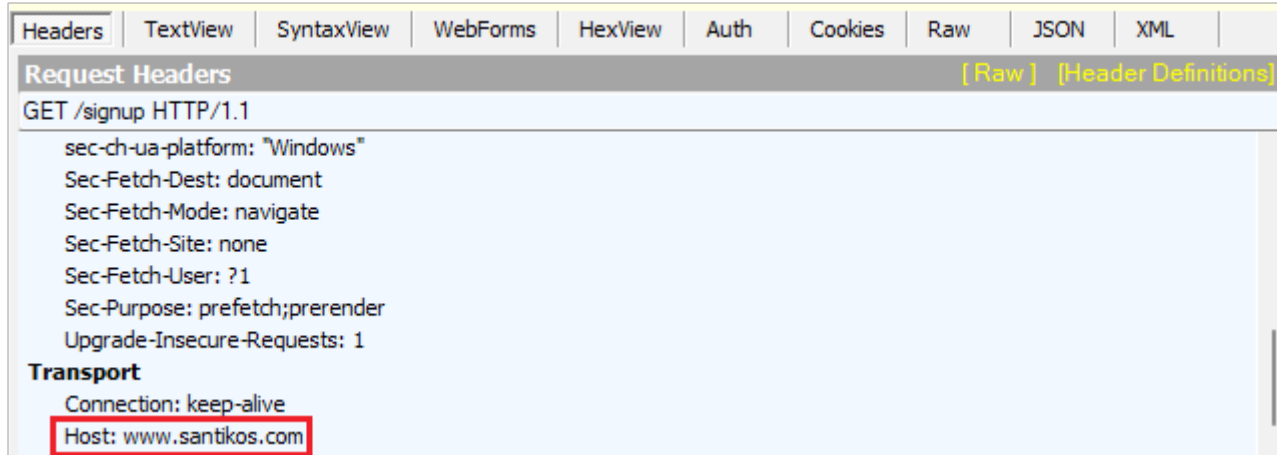 Headers TextView SyntaxView WebForms HexView Auth Cookies Raw JSON XML
Request Headers [ Raw ] [Header Definitions]
GET /signup HTTP/1.1
sec-ch-ua-platform: "Windows"
Sec-Fetch-Dest: document
Sec-Fetch-Mode: navigate
Sec-Fetch-Site: none
Sec-Fetch-User: ?1
Sec-Purpose: prefetch;prerender
Upgrade-Insecure-Requests: 1
Transport
Connection: keep-alive
Host: www.santikos.com